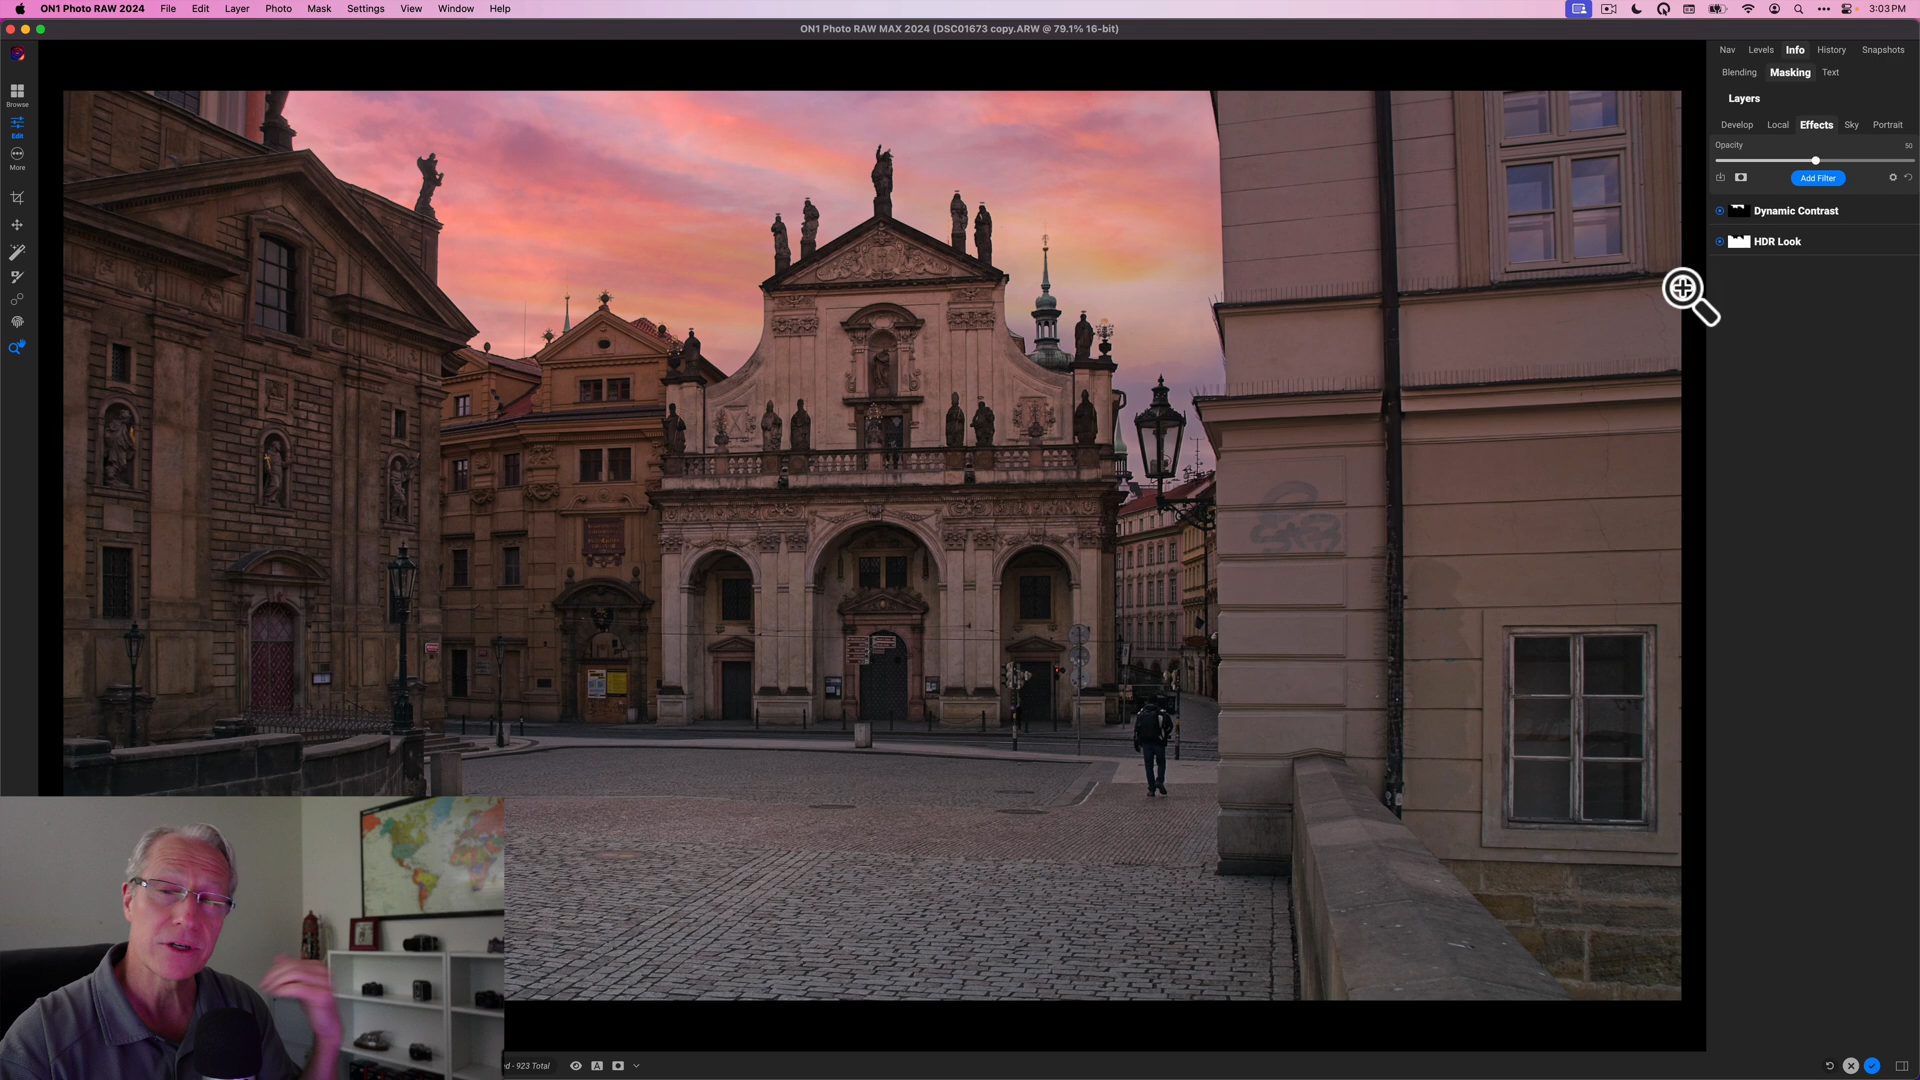 ON1 Photo RAW 2024 File Edit Layer Photo Mask Settings View Window Help 3:03 PM
ON1 Photo RAW MAX 2024 (DSC01673 copy.ARW @ 79.1% 16-bit)
Nav Levels Info History Snapshots
Blending Masking Text
Layers
Develop Local Effects Sky Portrait
Opacity 50
Add Filter
Dynamic Contrast
HDR Look
Browse
Edit
More
d - 923 Total
A